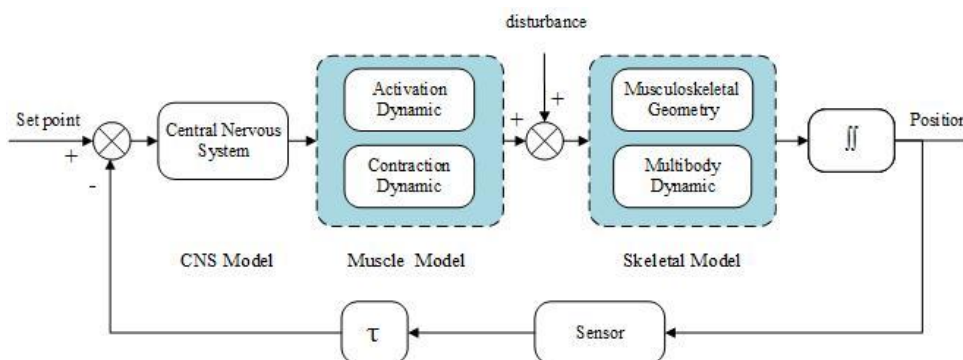 disturbance
Set point
+
-
Central Nervous
System
Activation
Dynamic
Contraction
Dynamic
+
+
Musculoskeletal
Geometry
Multibody
Dynamic
∬
Position
CNS Model
Muscle Model
Skeletal Model
τ
Sensor